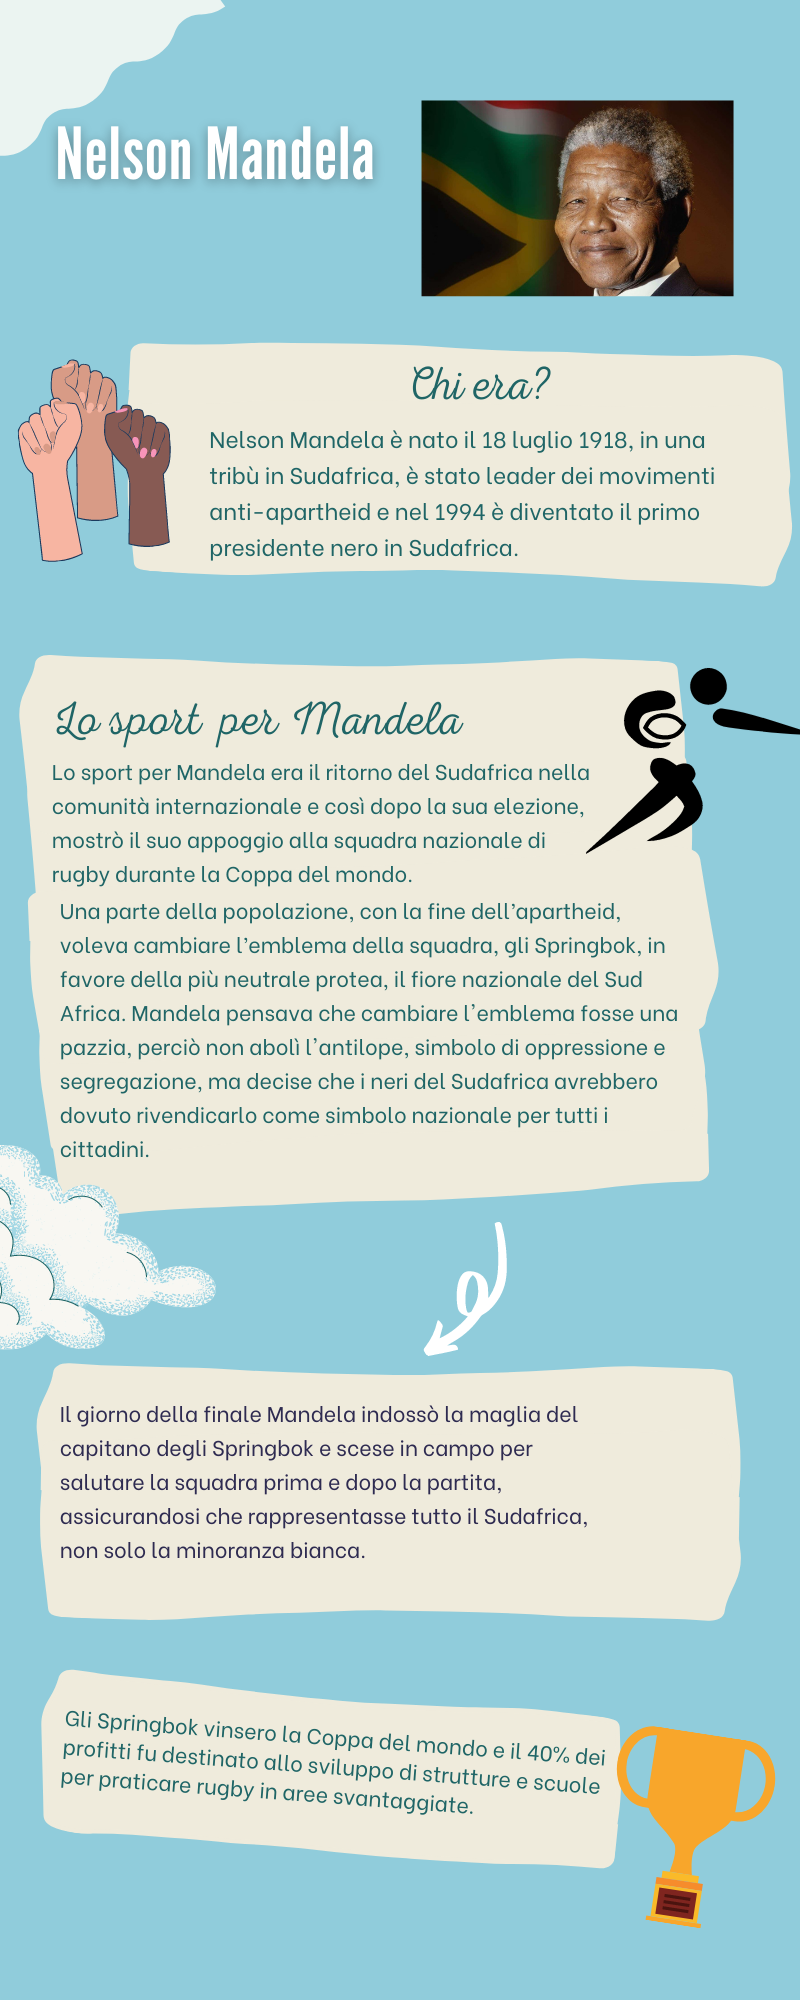 Nelson Mandela
Chi era?
Nelson Mandela è nato il 18 luglio 1918, in una
tribù in Sudafrica, è stato leader dei movimenti
anti-apartheid e nel 1994 è diventato il primo
presidente nero in Sudafrica.
Lo sport per Mandela
Lo sport per Mandela era il ritorno del Sudafrica nella
comunità internazionale e così dopo la sua elezione,
mostrò il suo appoggio alla squadra nazionale di
rugby durante la Coppa del mondo.
Una parte della popolazione, con la fine dell’apartheid,
voleva cambiare l’emblema della squadra, gli Springbok, in
favore della più neutrale protea, il fiore nazionale del Sud
Africa. Mandela pensava che cambiare l'emblema fosse una
pazzia, perciò non abolì l'antilope, simbolo di oppressione e
segregazione, ma decise che i neri del Sudafrica avrebbero
dovuto rivendicarlo come simbolo nazionale per tutti i
cittadini.
Il giorno della finale Mandela indossò la maglia del
capitano degli Springbok e scese in campo per
salutare la squadra prima e dopo la partita,
assicurandosi che rappresentasse tutto il Sudafrica,
non solo la minoranza bianca.
Gli Springbok vinsero la Coppa del mondo e il 40% dei
profitti fu destinato allo sviluppo di strutture e scuole
per praticare rugby in aree svantaggiate.